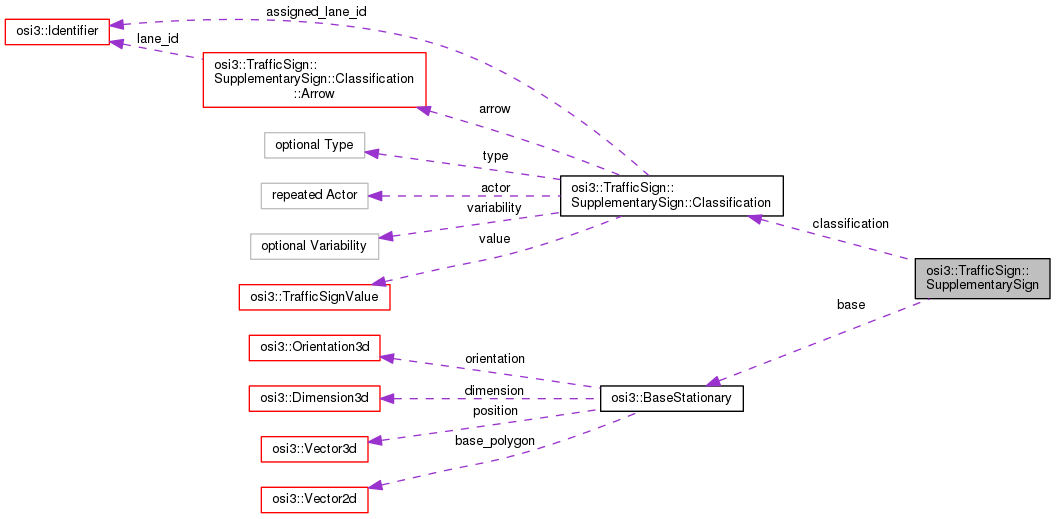 assigned_lane_id
osi3::Identifier
lane_id
osi3::TrafficSign::
SupplementarySign::Classification
::Arrow
arrow
optional Type
type
repeated Actor
actor
osi3::TrafficSign::
SupplementarySign::Classification
variability
optional Variability
value
classification
osi3::TrafficSign::
SupplementarySign
osi3::TrafficSignValue
base
osi3::Orientation3d
orientation
osi3::Dimension3d
dimension
osi3::BaseStationary
position
osi3::Vector3d
base_polygon
osi3::Vector2d